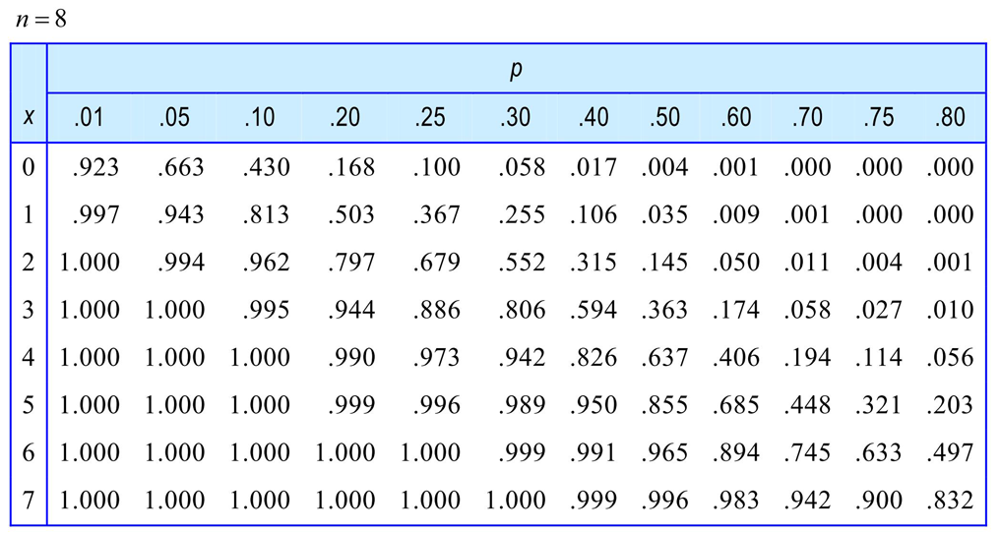 n = 8
p
x .01 .05 .10 .20 .25 .30 .40 .50 .60 .70 .75 .80
0 .923 .663 .430 .168 .100 .058 .017 .004 .001 .000 .000 .000
1 .997 .943 .813 .503 .367 .255 .106 .035 .009 .001 .000 .000
2 1.000 .994 .962 .797 .679 .552 .315 .145 .050 .011 .004 .001
3 1.000 1.000 .995 .944 .886 .806 .594 .363 .174 .058 .027 .010
4 1.000 1.000 1.000 .990 .973 .942 .826 .637 .406 .194 .114 .056
5 1.000 1.000 1.000 .999 .996 .989 .950 .855 .685 .448 .321 .203
6 1.000 1.000 1.000 1.000 1.000 .999 .991 .965 .894 .745 .633 .497
7 1.000 1.000 1.000 1.000 1.000 1.000 .999 .996 .983 .942 .900 .832